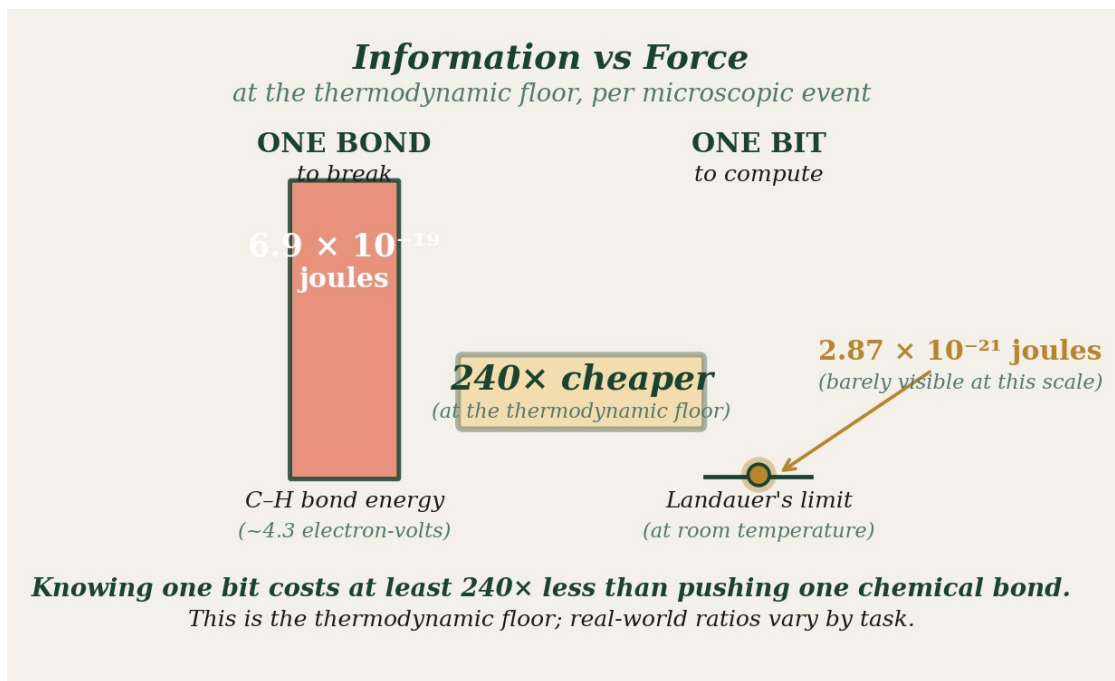 Information vs Force
at the thermodynamic floor, per microscopic event
ONE BOND
to break
ONE BIT
to compute
6.9 × 10⁻¹⁹
joules
240× cheaper
(at the thermodynamic floor)
2.87 × 10⁻²¹ joules
(barely visible at this scale)
C–H bond energy
(~4.3 electron-volts)
Landauer's limit
(at room temperature)
Knowing one bit costs at least 240× less than pushing one chemical bond.
This is the thermodynamic floor; real-world ratios vary by task.